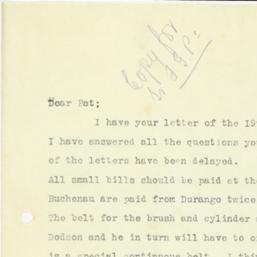 Copy for
Dear Pat;
I have your letter of the 19
I have answered all the questions yo
of the letters have been delayed.
All small bills should be paid at the
Buchenau are paid from Durango twice
The belt for the brush and cylinder
Dodson and he in turn will have to o
is a special continuous belt. I thi